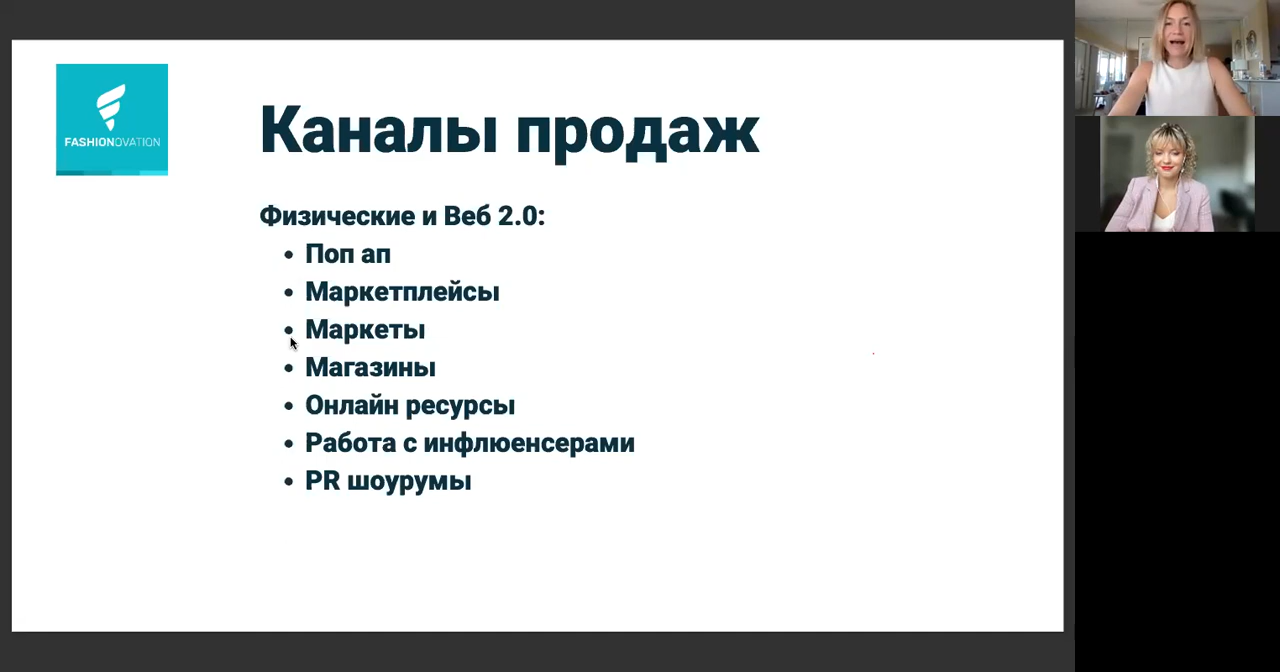 FASHIONOVATION
Каналы продаж
Физические и Веб 2.0:
• Поп ап
• Маркетплейсы
• Маркеты
• Магазины
• Онлайн ресурсы
• Работа с инфлюенсерами
• PR шоурумы